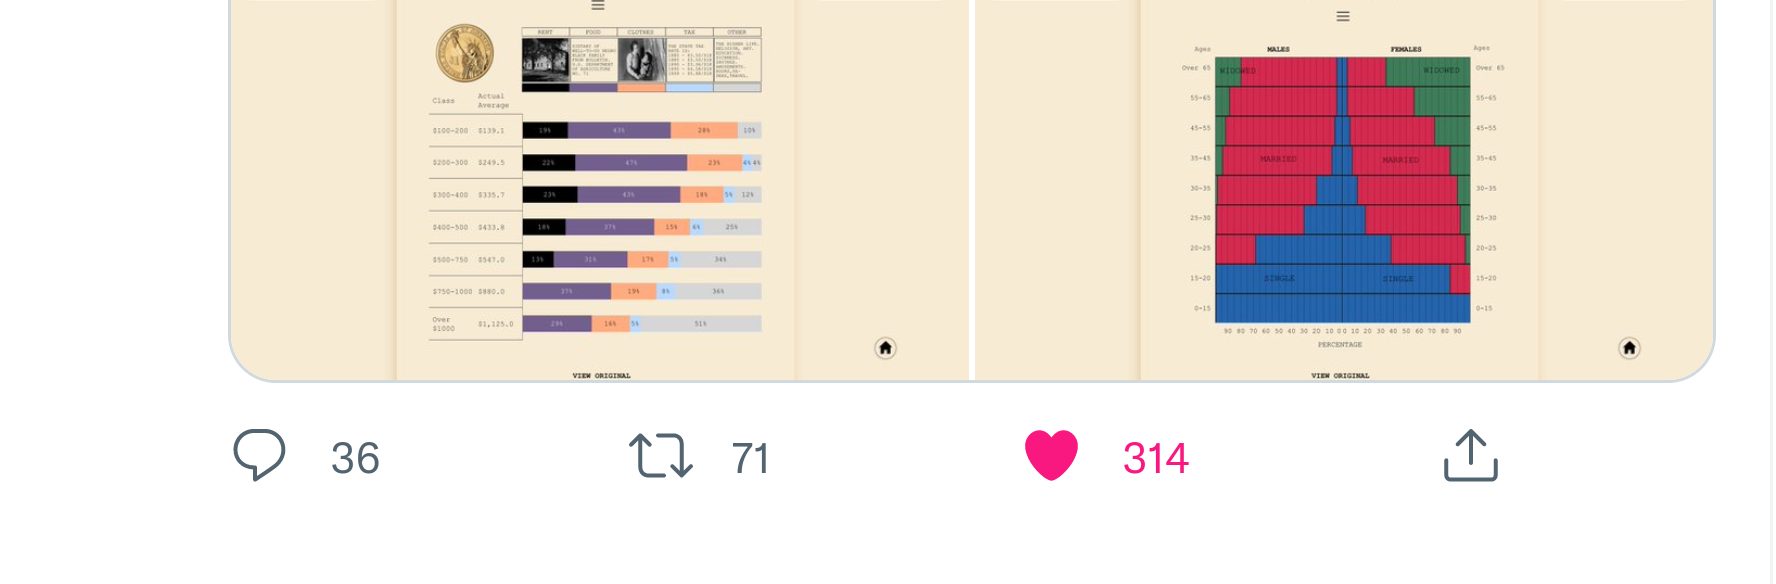 RENT FOOD CLOTHES TAX OTHER
Class
Actual
Average
$100-200 $139.1 19% 43% 28% 10%
$200-300 $249.5 22% 47% 23% 4% 4%
$300-400 $335.7 23% 43% 18% 5% 12%
$400-500 $433.8 18% 37% 15% 6% 25%
$500-750 $547.0 13% 31% 17% 5% 34%
$750-1000 $880.0 27% 19% 8% 36%
Over
$1000
$1,125.0 29% 16% 5% 51%
VIEW ORIGINAL
Ages MALES FEMALES Ages
Over 65 WIDOWED WIDOWED Over 65
55-65 55-65
45-55 45-55
35-45 MARRIED MARRIED 35-45
30-35 30-35
25-30 25-30
20-25 20-25
15-20 SINGLE SINGLE 15-20
0-15 0-15
90 80 70 60 50 40 30 20 10 0 0 10 20 30 40 50 60 70 80 90
PERCENTAGE
VIEW ORIGINAL
36 71 314